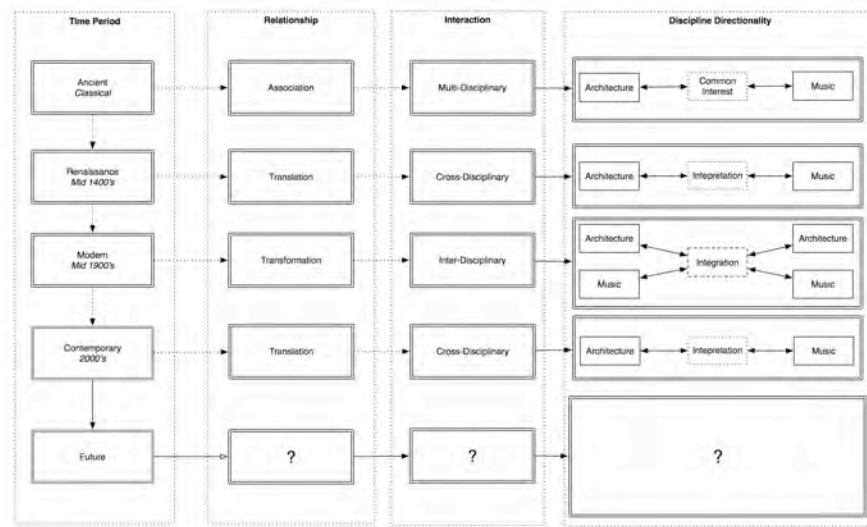 Time Period
Relationship
Interaction
Discipline Directionality
Ancient
Classical
Association
Multi-Disciplinary
Architecture
Common
Interest
Music
Renaissance
Mid 1400's
Translation
Cross-Disciplinary
Architecture
Intepretation
Music
Modern
Mid 1900's
Transformation
Inter-Disciplinary
Architecture
Architecture
Integration
Music
Music
Contemporary
2000's
Translation
Cross-Disciplinary
Architecture
Intepretation
Music
Future
?
?
?